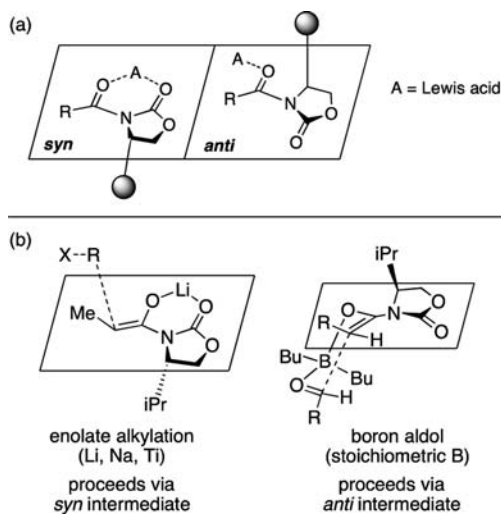 (a)
A
O
O
R
N
O
syn
A
O
R
N
O
O
anti
A = Lewis acid
(b)
X--R
Me
O
Li
O
N
O
iPr
enolate alkylation
(Li, Na, Ti)
proceeds via
syn intermediate
iPr
O
R
N
O
O
H
Bu
B
Bu
O
H
R
boron aldol
(stoichiometric B)
proceeds via
anti intermediate